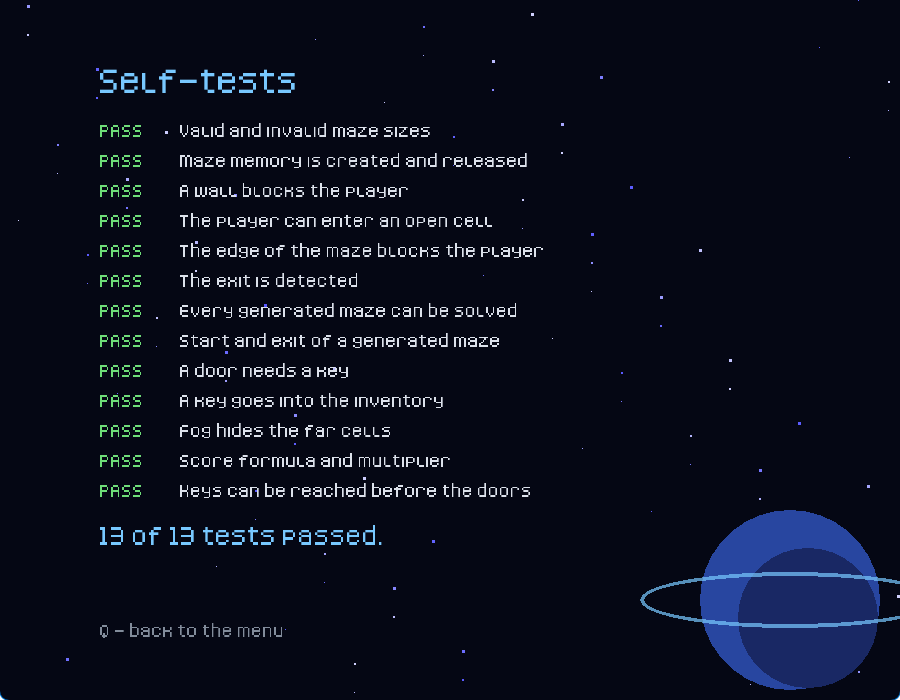 Self-tests
PASS Valid and invalid maze sizes
PASS Maze memory is created and released
PASS A wall blocks the player
PASS The player can enter an open cell
PASS The edge of the maze blocks the player
PASS The exit is detected
PASS Every generated maze can be solved
PASS Start and exit of a generated maze
PASS A door needs a key
PASS A key goes into the inventory
PASS Fog hides the far cells
PASS Score formula and multiplier
PASS Keys can be reached before the doors
13 of 13 tests passed.
Q - back to the menu